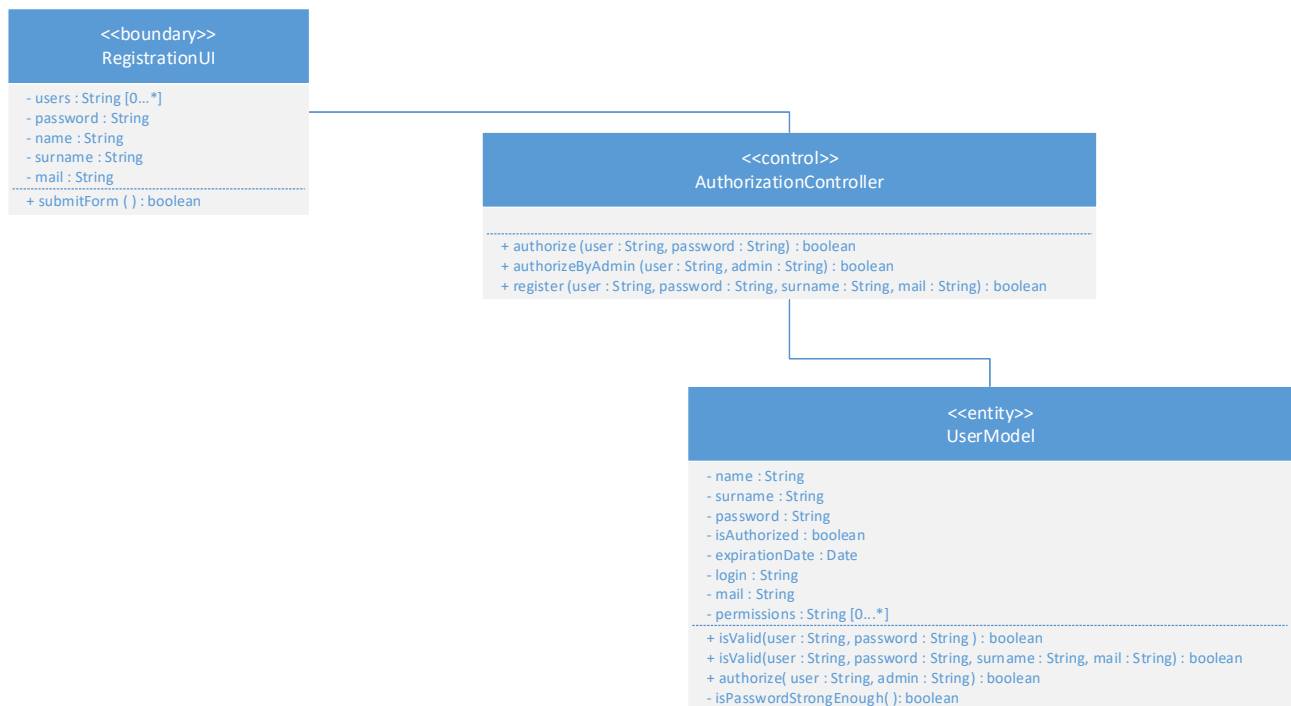 <<boundary>>
RegistrationUI
- users : String [0...*]
- password : String
- name : String
- surname : String
- mail : String
+ submitForm ( ) : boolean
<<control>>
AuthorizationController
+ authorize (user : String, password : String) : boolean
+ authorizeByAdmin (user : String, admin : String) : boolean
+ register (user : String, password : String, surname : String, mail : String) : boolean
<<entity>>
UserModel
- name : String
- surname : String
- password : String
- isAuthorized : boolean
- expirationDate : Date
- login : String
- mail : String
- permissions : String [0...*]
+ isValid(user : String, password : String ) : boolean
+ isValid(user : String, password : String, surname : String, mail : String) : boolean
+ authorize( user : String, admin : String) : boolean
- isPasswordStrongEnough( ): boolean